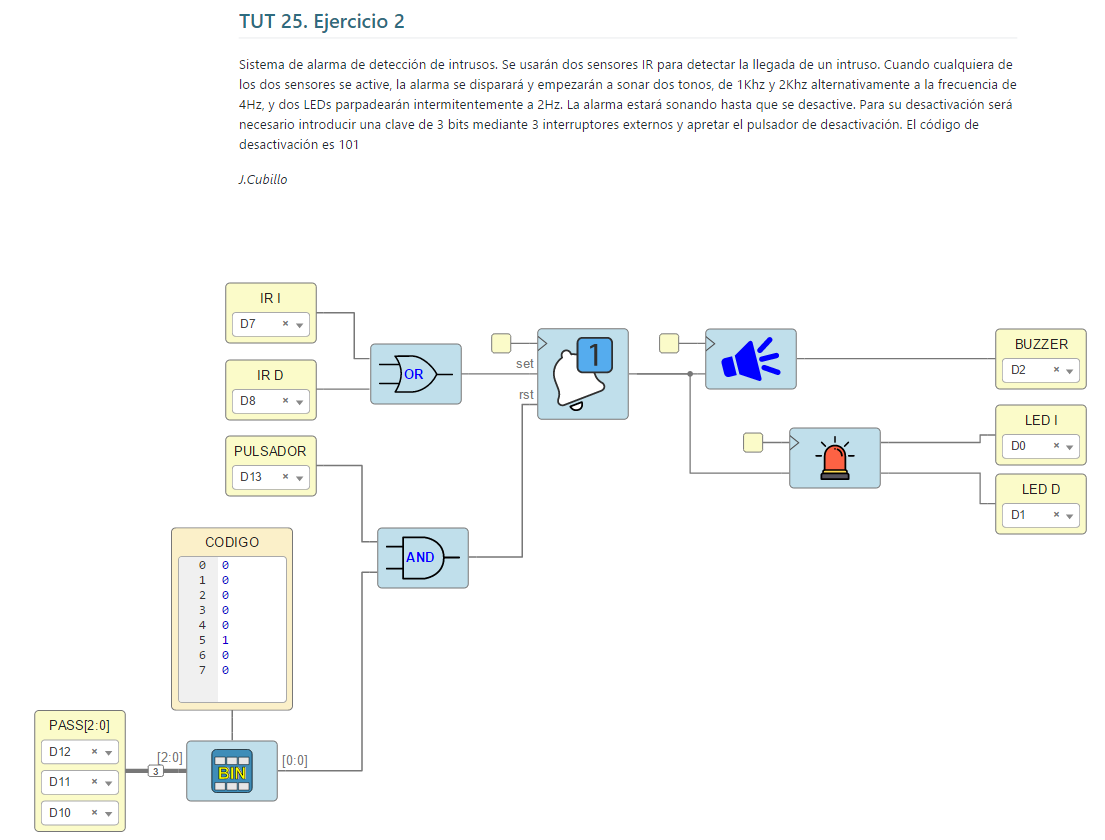 TUT 25. Ejercicio 2
Sistema de alarma de detección de intrusos. Se usarán dos sensores IR para detectar la llegada de un intruso. Cuando cualquiera de
los dos sensores se active, la alarma se disparará y empezarán a sonar dos tonos, de 1Khz y 2Khz alternativamente a la frecuencia de
4Hz, y dos LEDs parpadearán intermitentemente a 2Hz. La alarma estará sonando hasta que se desactive. Para su desactivación será
necesario introducir una clave de 3 bits mediante 3 interruptores externos y apretar el pulsador de desactivación. El código de
desactivación es 101
J.Cubillo
IR I
D7
IR D
D8
OR
set
rst
1
BUZZER
D2
LED I
D0
LED D
D1
PULSADOR
D13
AND
CODIGO
0 0
1 0
2 0
3 0
4 0
5 1
6 0
7 0
PASS[2:0]
D12
D11
D10
3
[2:0]
BIN
[0:0]